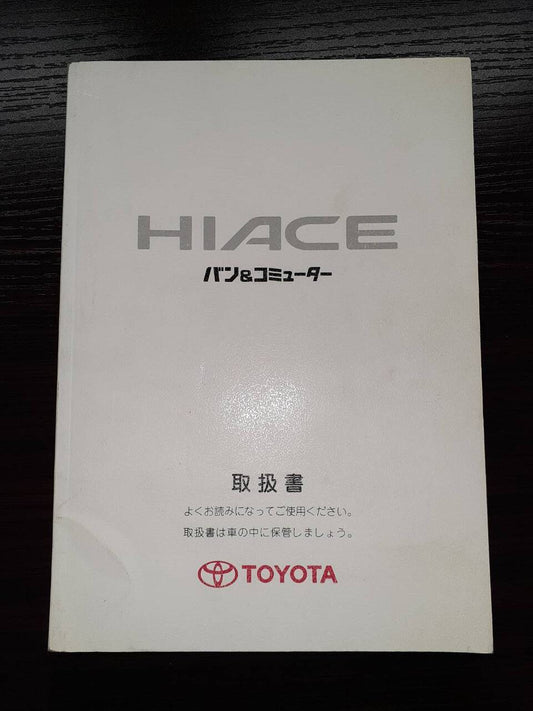 HIACE
バン&コミューター
取扱書
よくお読みになってご使用ください。
取扱書は車の中に保管しましょう。
TOYOTA